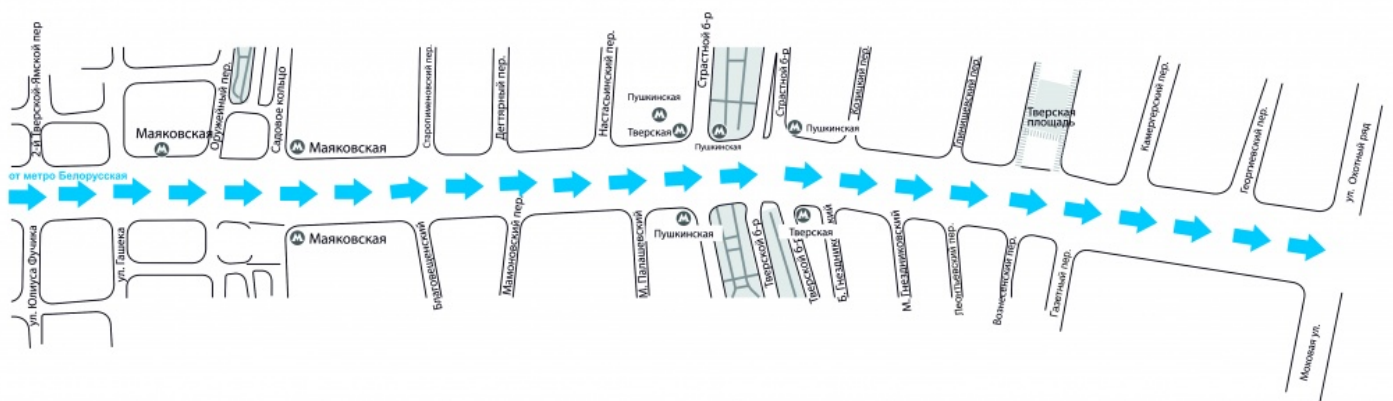 2-й Тверской-Ямской пер
Маяковская
Оружейный пер.
Садовое кольцо
Маяковская
Старопименовский пер.
Дегтярный пер.
Настасьинский пер.
Пушкинская
Тверская
Страстной б-р
Пушкинская
Страстной б-р
Пушкинская
Козицкий пер.
Глинищевский пер.
Тверская
площадь
Камергерский пер.
Георгиевский пер.
ул. Охотный ряд
от метро Белорусская
ул. Юлиуса Фучика
ул. Гашека
Маяковская
Благовещенский
Мамоновский пер.
М. Палашевский
Пушкинская
Тверской б-р
Тверская
Тверской б-р
Б. Гнездникий
М. Гнездниковский
Леонтьевский пер.
Вознесенский пер.
Газетный пер.
Моховая ул.